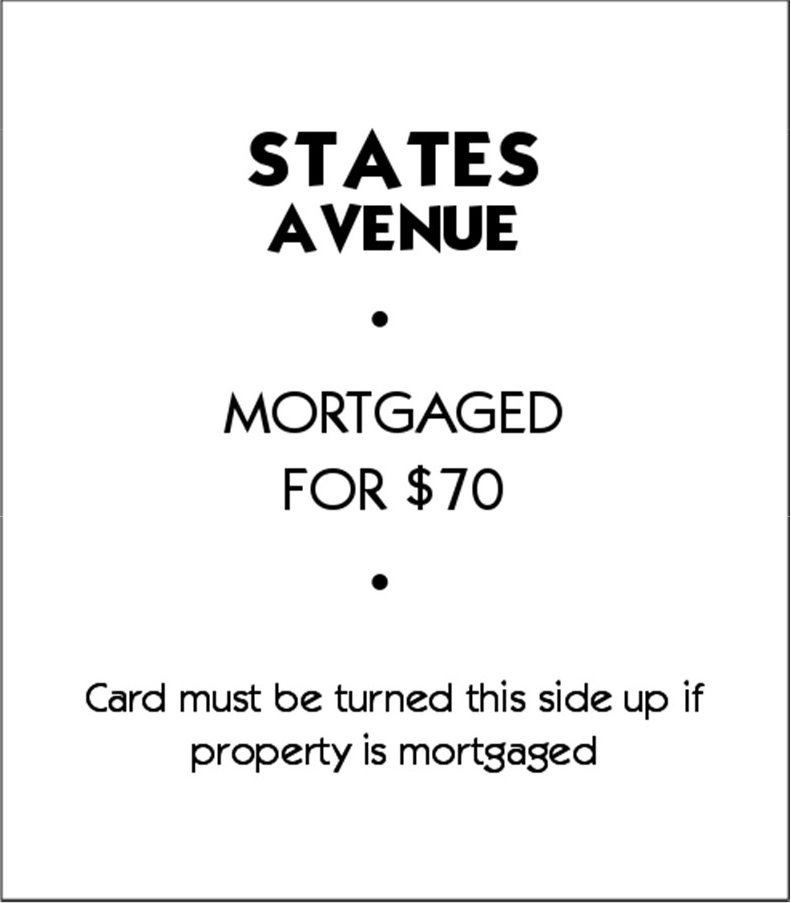 STATES
AVENUE
•
MORTGAGED
FOR $70
•
Card must be turned this side up if
property is mortgaged